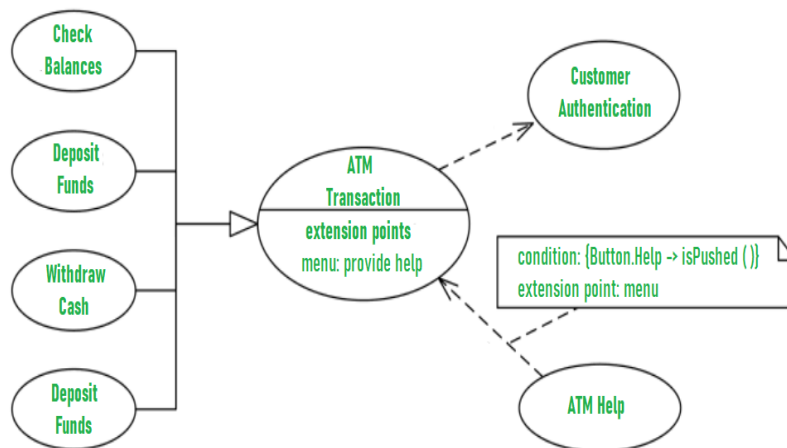 Check
Balances
Deposit
Funds
Withdraw
Cash
Deposit
Funds
ATM
Transaction
extension points
menu: provide help
Customer
Authentication
condition: {Button.Help -> isPushed ( )}
extension point: menu
ATM Help